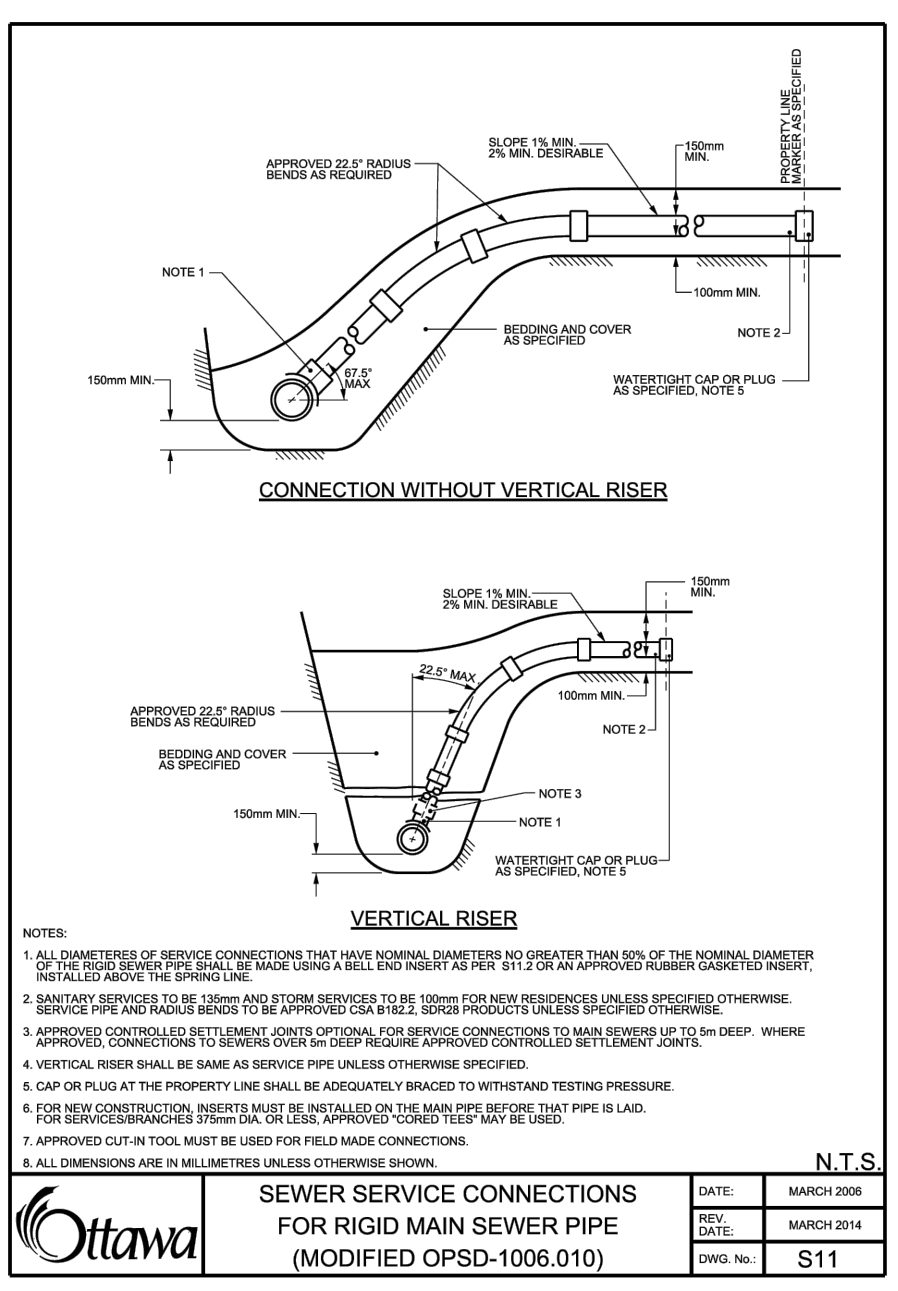 PROPERTY LINE
MARKER AS SPECIFIED
SLOPE 1% MIN.
2% MIN. DESIRABLE
150mm
MIN.
APPROVED 22.5° RADIUS
BENDS AS REQUIRED
NOTE 1
100mm MIN.
BEDDING AND COVER
AS SPECIFIED
NOTE 2
67.5°
MAX
150mm MIN.
WATERTIGHT CAP OR PLUG
AS SPECIFIED, NOTE 5
CONNECTION WITHOUT VERTICAL RISER
SLOPE 1% MIN.
2% MIN. DESIRABLE
150mm
MIN.
22.5° MAX.
100mm MIN.
APPROVED 22.5° RADIUS
BENDS AS REQUIRED
NOTE 2
BEDDING AND COVER
AS SPECIFIED
NOTE 3
150mm MIN.
NOTE 1
WATERTIGHT CAP OR PLUG
AS SPECIFIED, NOTE 5
VERTICAL RISER
NOTES:
1. ALL DIAMETERES OF SERVICE CONNECTIONS THAT HAVE NOMINAL DIAMETERS NO GREATER THAN 50% OF THE NOMINAL DIAMETER
OF THE RIGID SEWER PIPE SHALL BE MADE USING A BELL END INSERT AS PER S11.2 OR AN APPROVED RUBBER GASKETED INSERT,
INSTALLED ABOVE THE SPRING LINE.
2. SANITARY SERVICES TO BE 135mm AND STORM SERVICES TO BE 100mm FOR NEW RESIDENCES UNLESS SPECIFIED OTHERWISE.
SERVICE PIPE AND RADIUS BENDS TO BE APPROVED CSA B182.2, SDR28 PRODUCTS UNLESS SPECIFIED OTHERWISE.
3. APPROVED CONTROLLED SETTLEMENT JOINTS OPTIONAL FOR SERVICE CONNECTIONS TO MAIN SEWERS UP TO 5m DEEP. WHERE
APPROVED, CONNECTIONS TO SEWERS OVER 5m DEEP REQUIRE APPROVED CONTROLLED SETTLEMENT JOINTS.
4. VERTICAL RISER SHALL BE SAME AS SERVICE PIPE UNLESS OTHERWISE SPECIFIED.
5. CAP OR PLUG AT THE PROPERTY LINE SHALL BE ADEQUATELY BRACED TO WITHSTAND TESTING PRESSURE.
6. FOR NEW CONSTRUCTION, INSERTS MUST BE INSTALLED ON THE MAIN PIPE BEFORE THAT PIPE IS LAID.
FOR SERVICES/BRANCHES 375mm DIA. OR LESS, APPROVED "CORED TEES" MAY BE USED.
7. APPROVED CUT-IN TOOL MUST BE USED FOR FIELD MADE CONNECTIONS.
8. ALL DIMENSIONS ARE IN MILLIMETRES UNLESS OTHERWISE SHOWN.
N.T.S.
Ottawa
SEWER SERVICE CONNECTIONS
FOR RIGID MAIN SEWER PIPE
(MODIFIED OPSD-1006.010)
DATE: MARCH 2006
REV.
DATE: MARCH 2014
DWG. No.: S11